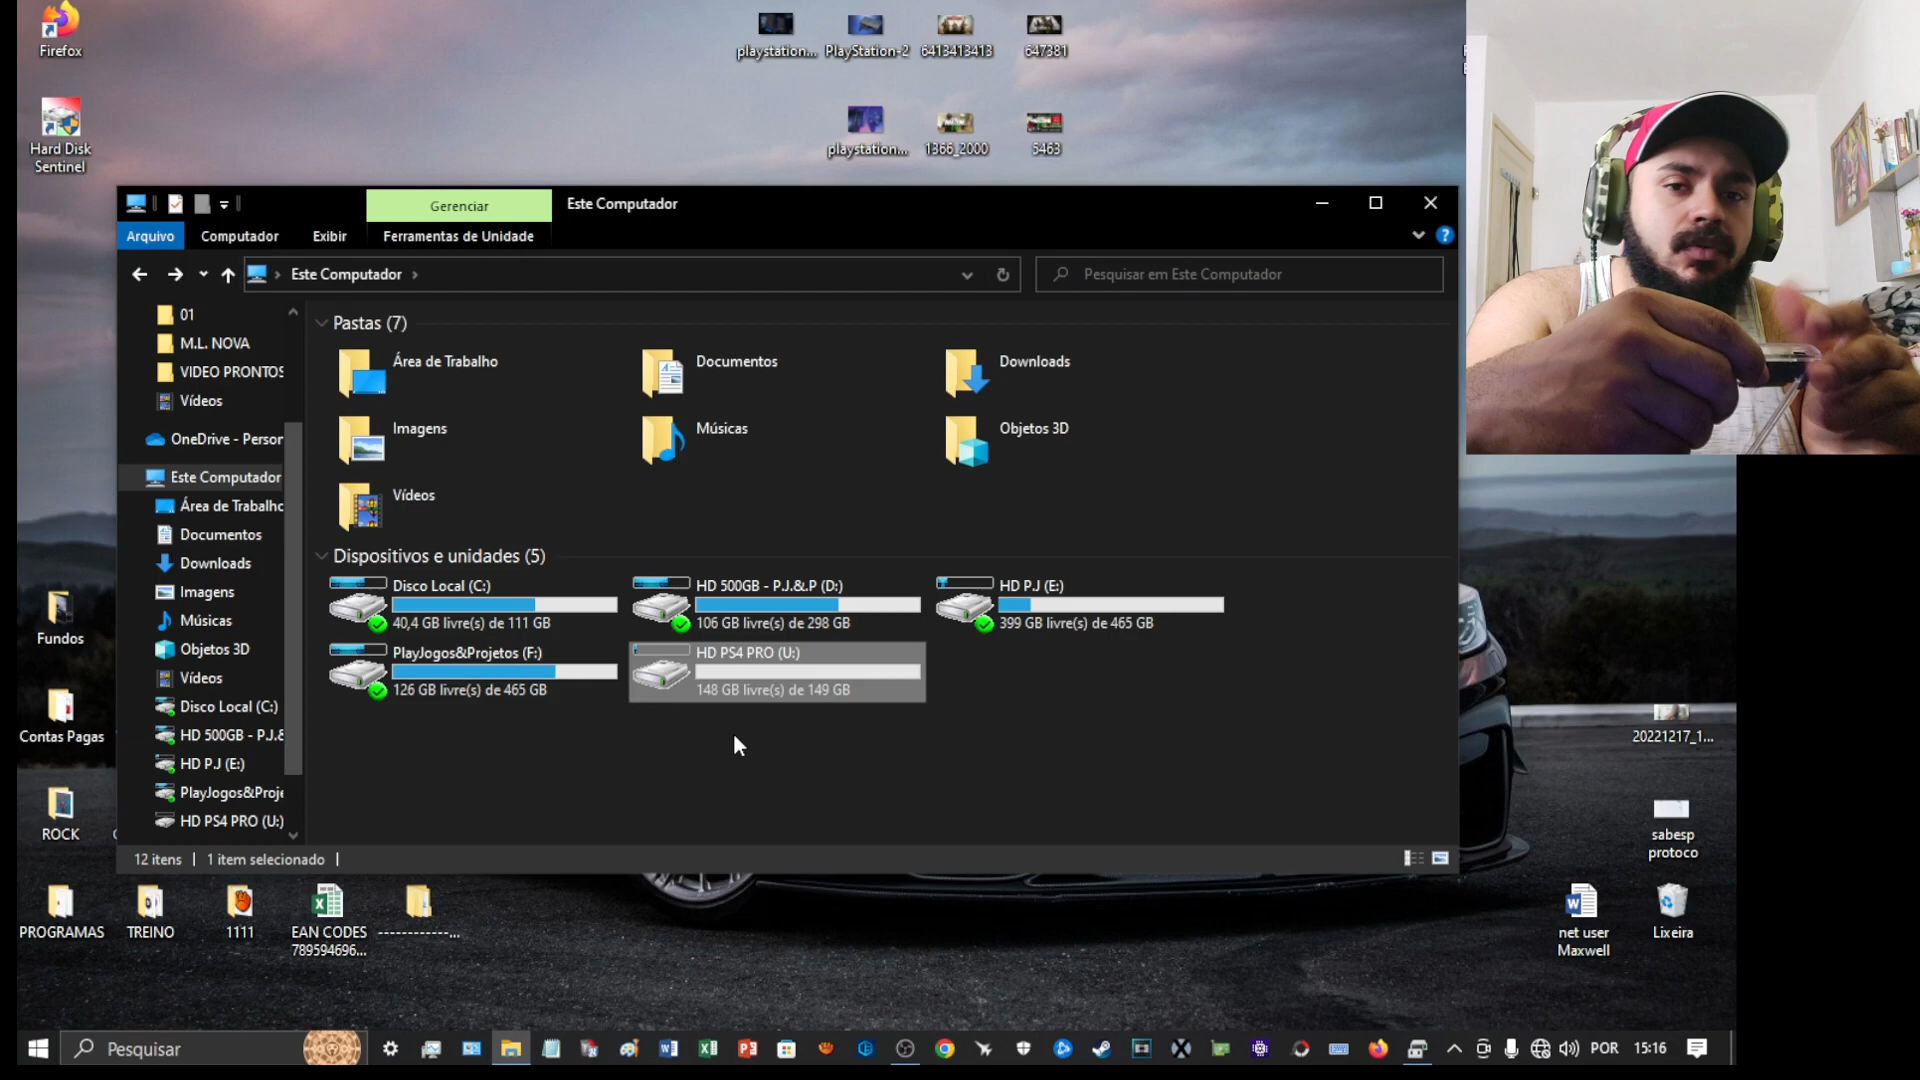 Firefox
Hard Disk
Sentinel
playstation...
PlayStation-2
6413413413
647381
playstation...
1366_2000
5463
Gerenciar
Este Computador
Arquivo
Computador
Exibir
Ferramentas de Unidade
Este Computador
Pesquisar em Este Computador
01
M.L. NOVA
VIDEO PRONTOS
Vídeos
OneDrive - Person
Este Computador
Área de Trabalho
Documentos
Downloads
Imagens
Músicas
Objetos 3D
Vídeos
Disco Local (C:)
HD 500GB - P.J.&
HD P.J (E:)
PlayJogos&Proje
HD PS4 PRO (U:)
Pastas (7)
Área de Trabalho
Documentos
Downloads
Imagens
Músicas
Objetos 3D
Vídeos
Dispositivos e unidades (5)
Disco Local (C:)
40,4 GB livre(s) de 111 GB
HD 500GB - P.J.&.P (D:)
106 GB livre(s) de 298 GB
HD P.J (E:)
399 GB livre(s) de 465 GB
PlayJogos&Projetos (F:)
126 GB livre(s) de 465 GB
HD PS4 PRO (U:)
148 GB livre(s) de 149 GB
12 itens
1 item selecionado
Fundos
Contas Pagas
ROCK
PROGRAMAS
TREINO
1111
EAN CODES
789594696...
------------...
20221217_1...
sabesp
protoco
net user
Maxwell
Lixeira
Pesquisar
POR
15:16